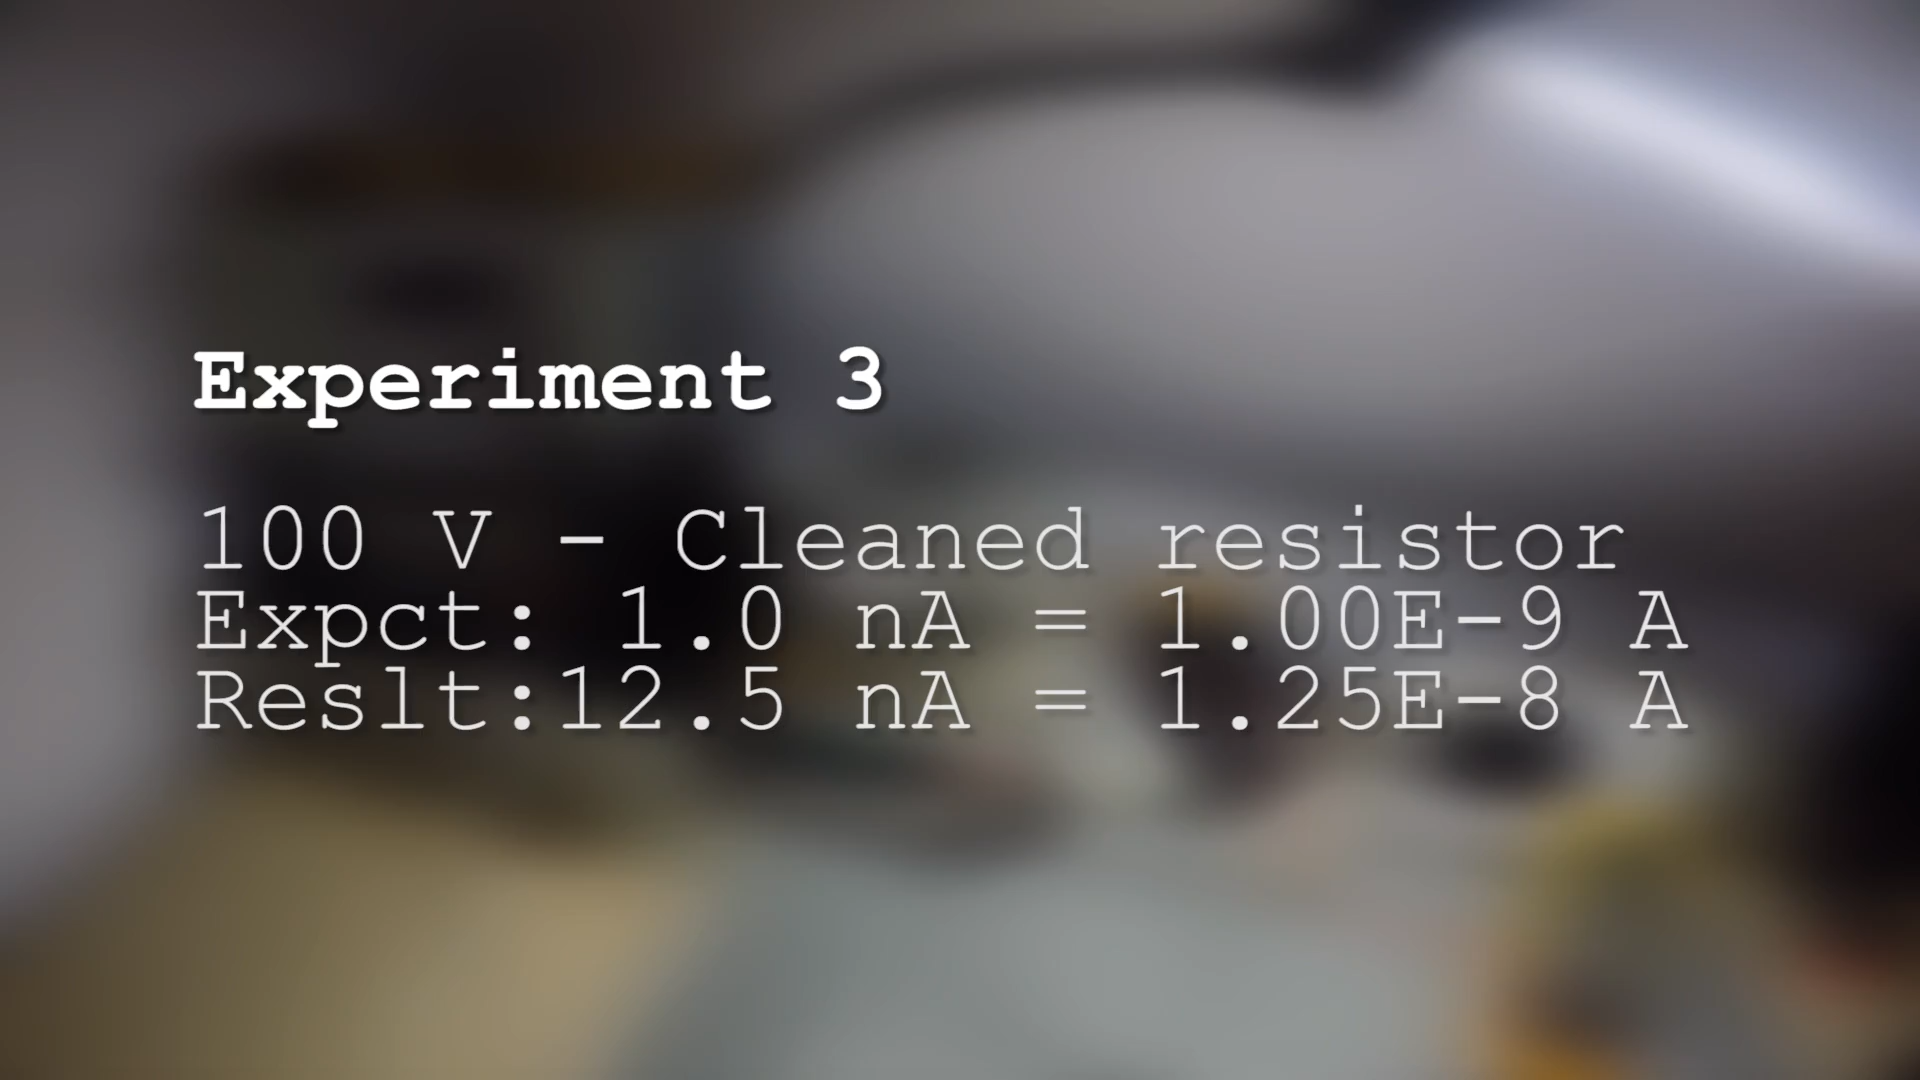 Experiment 3
100 V - Cleaned resistor
Expct: 1.0 nA = 1.00E-9 A
Reslt:12.5 nA = 1.25E-8 A